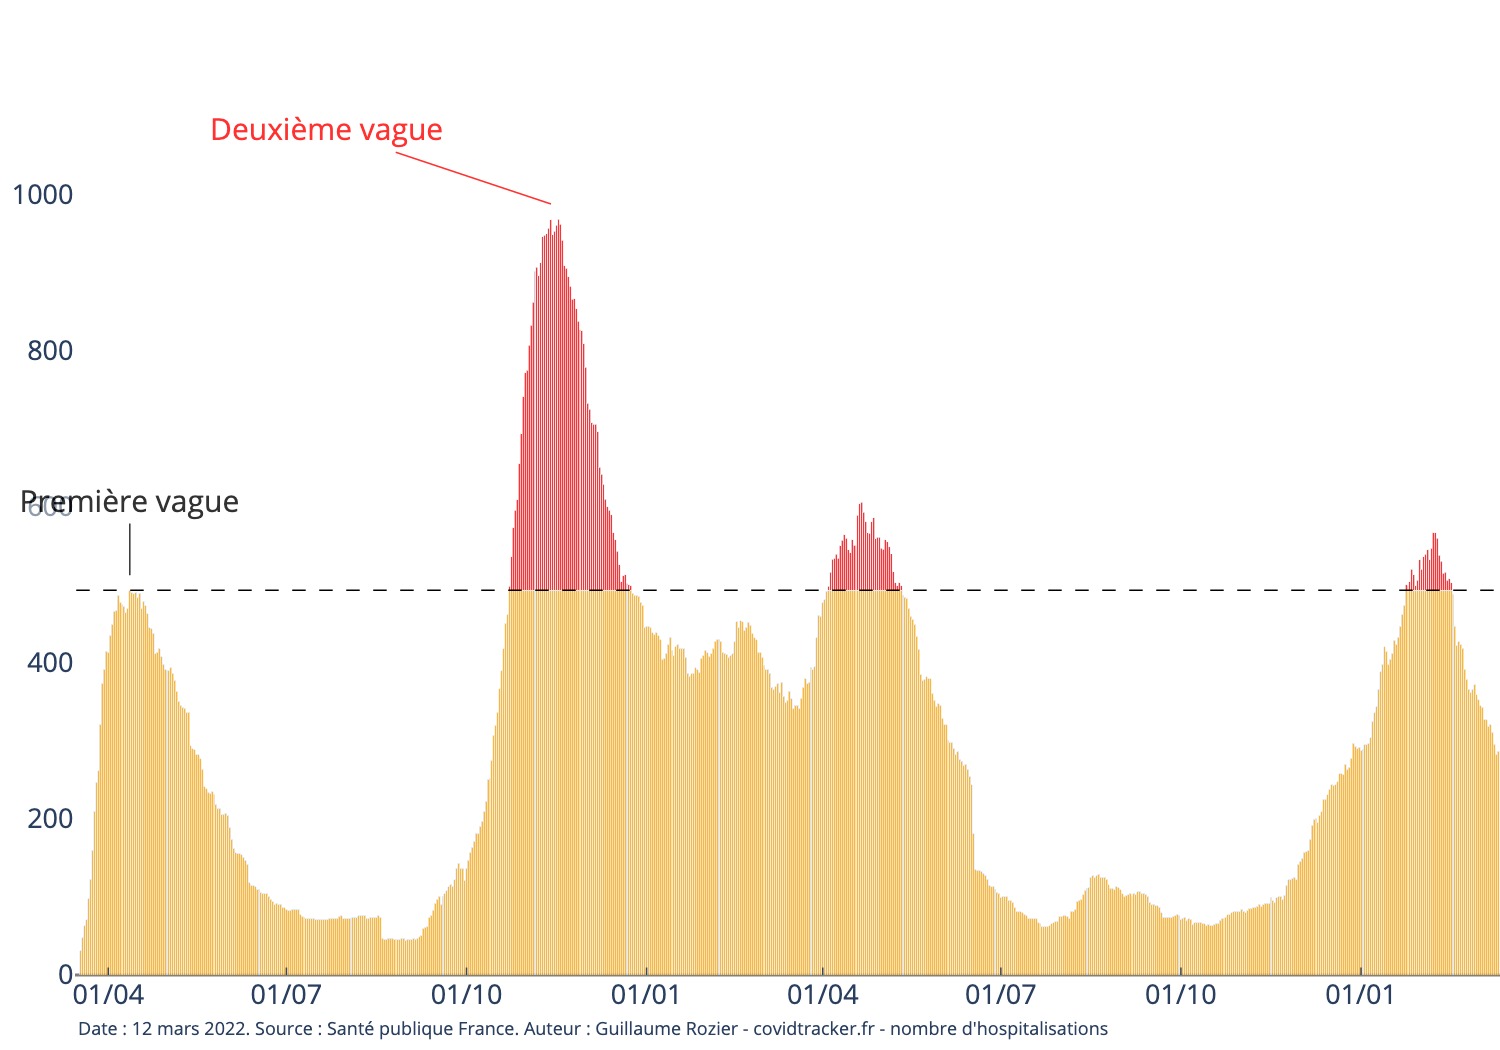 Deuxième vague
1000
800
Première vague
600
400
200
0
01/04 01/07 01/10 01/01 01/04 01/07 01/10 01/01
Date : 12 mars 2022. Source : Santé publique France. Auteur : Guillaume Rozier - covidtracker.fr - nombre d'hospitalisations